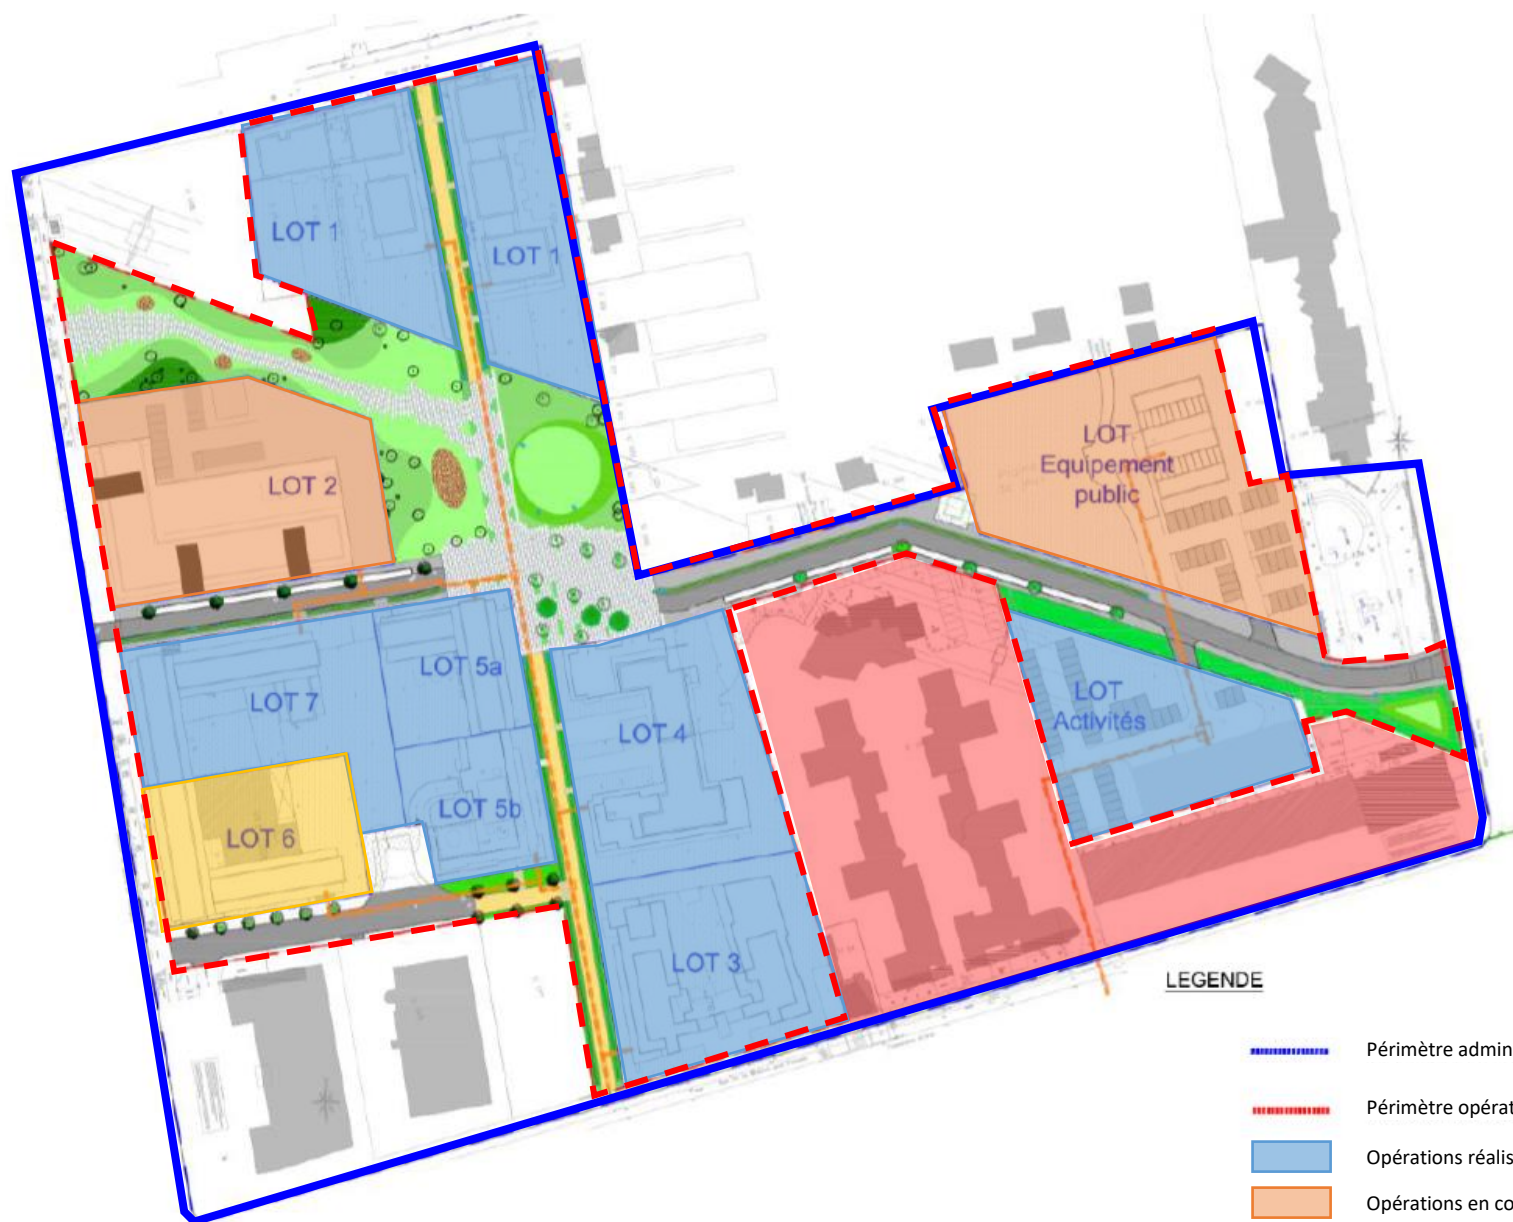 LOT 1
LOT 1
LOT 2
LOT
Equipement
public
LOT 5a
LOT 7
LOT 4
LOT
Activités
LOT 5b
LOT 6
LOT 3
LEGENDE
Périmètre admin
Périmètre opérat
Opérations réalis
Opérations en co